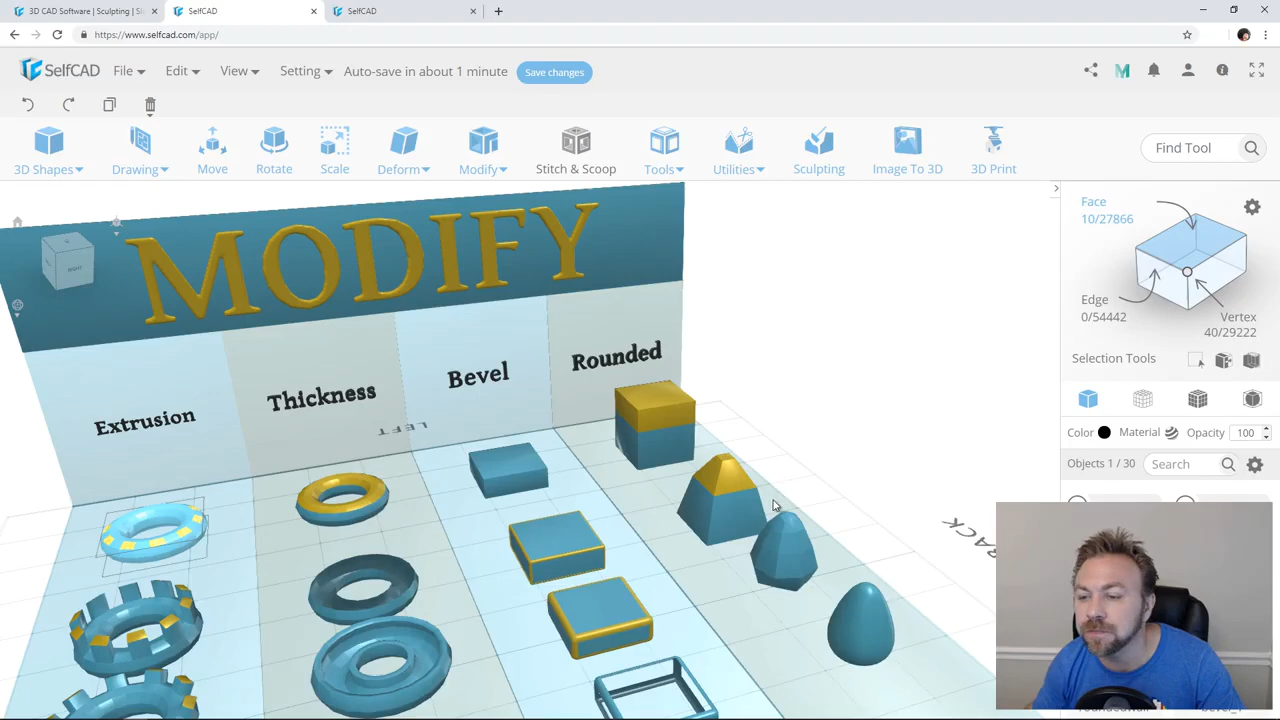 3D CAD Software | Sculpting | Sl
SelfCAD
SelfCAD
https://www.selfcad.com/app/
SelfCAD
File
Edit
View
Setting
Auto-save in about 1 minute
Save changes
3D Shapes
Drawing
Move
Rotate
Scale
Deform
Modify
Stitch & Scoop
Tools
Utilities
Sculpting
Image To 3D
3D Print
Find Tool
MODIFY
Extrusion
Thickness
Bevel
Rounded
LEFT
BACK
RIGHT
Face
10/27866
Edge
0/54442
Vertex
40/29222
Selection Tools
Color
Material
Opacity
100
Objects 1 / 30
Search